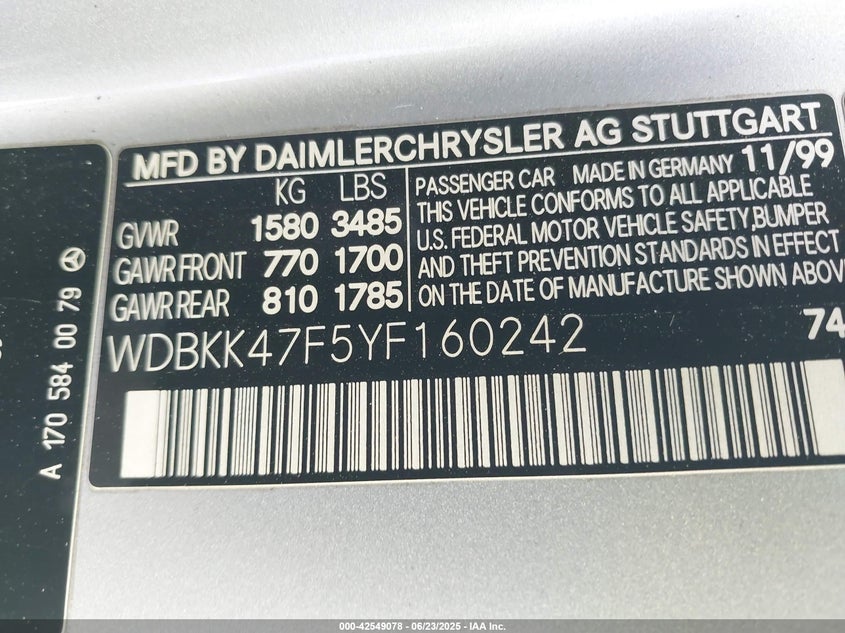 MFD BY DAIMLERCHRYSLER AG STUTTGART
KG LBS
GVWR 1580 3485
GAWR FRONT 770 1700
GAWR REAR 810 1785
PASSENGER CAR MADE IN GERMANY 11/99
THIS VEHICLE CONFORMS TO ALL APPLICABLE
U.S. FEDERAL MOTOR VEHICLE SAFETY,BUMPER
AND THEFT PREVENTION STANDARDS IN EFFECT
ON THE DATE OF MANUFACTURE SHOWN ABOV
WDBKK47F5YF160242 74
A 170 584 00 79
000-42549078 - 06/23/2025 - IAA Inc.